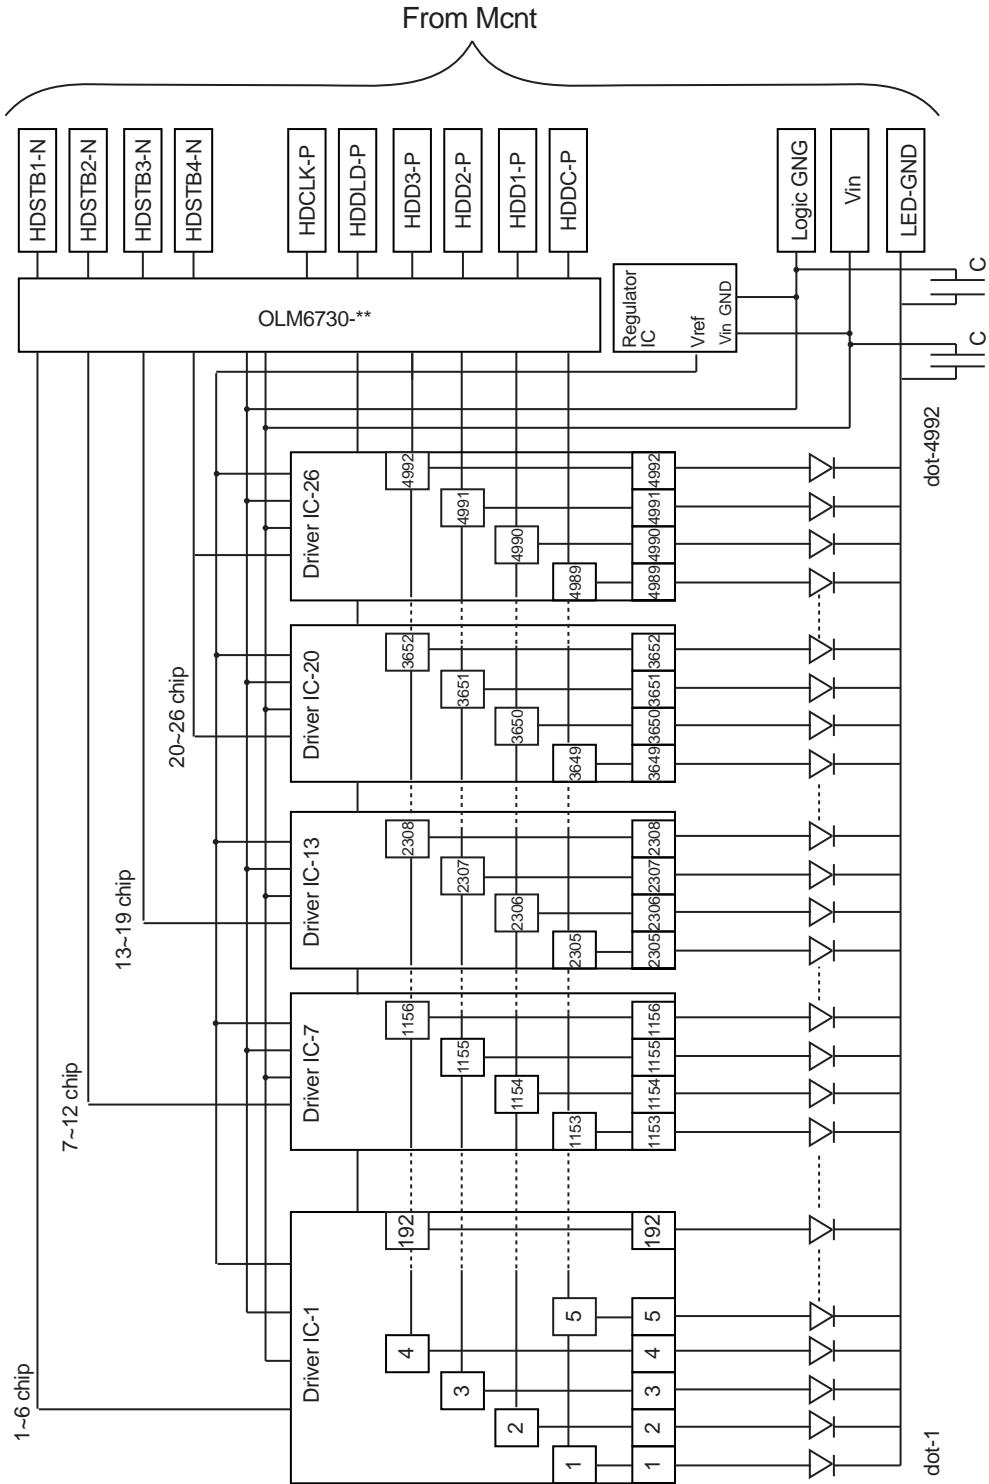 From Mcnt
HDSTB1-N
HDSTB2-N
HDSTB3-N
HDSTB4-N
HDCLK-P
HDDLD-P
HDD3-P
HDD2-P
HDD1-P
HDDC-P
Logic GNG
Vin
LED-GND
OLM6730-**
Regulator
IC
Vref
Vin GND
C
C
dot-4992
Driver IC-26
4992
4991
4990
4989
4992
4991
4990
4989
20~26 chip
Driver IC-20
3652
3651
3650
3649
3652
3651
3650
3649
13~19 chip
Driver IC-13
2308
2307
2306
2305
2308
2307
2306
2305
7~12 chip
Driver IC-7
1156
1155
1154
1153
1156
1155
1154
1153
1~6 chip
Driver IC-1
192
5
4
3
2
1
192
5
4
3
2
1
dot-1